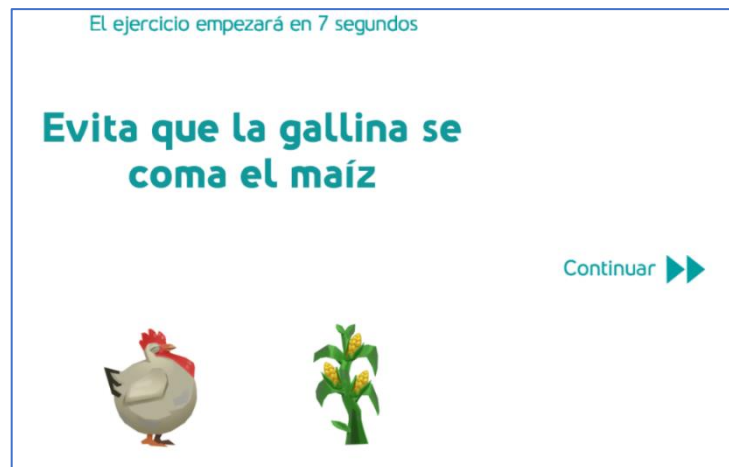 El ejercicio empezará en 7 segundos
Evita que la gallina se
coma el maíz
Continuar